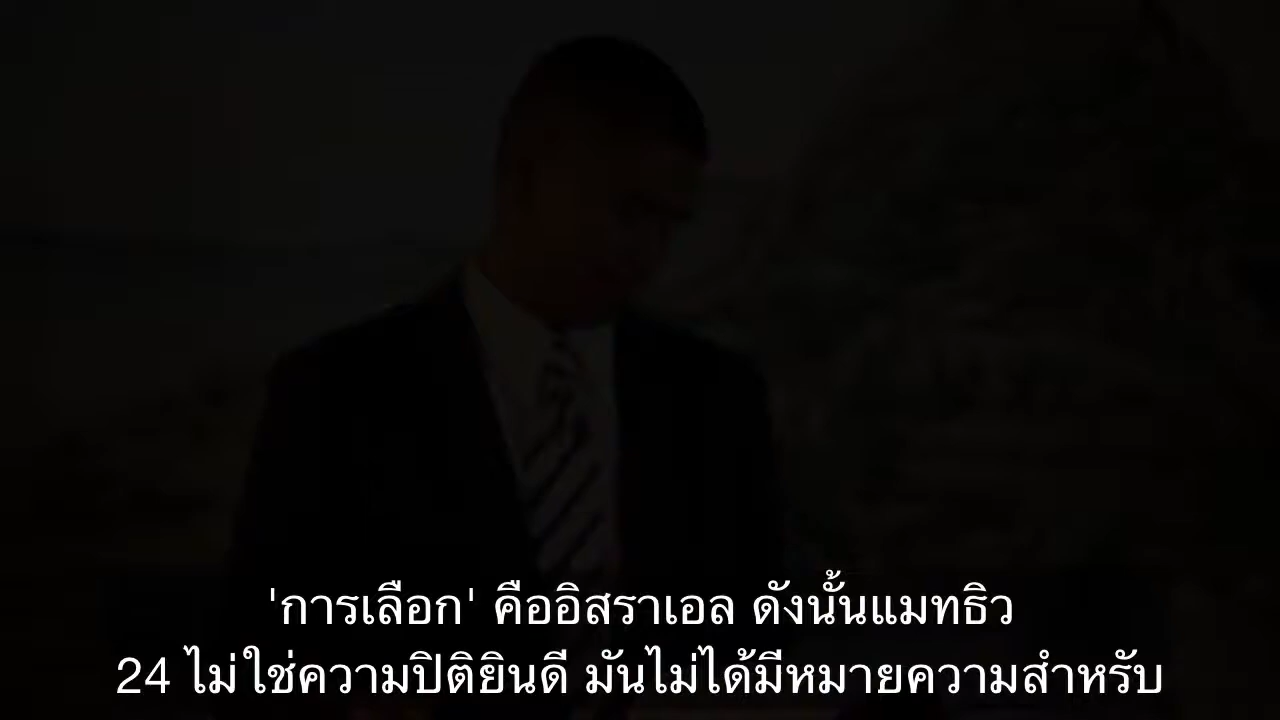 'การเลือก' คืออิสราเอล ดังนั้นแมทธิว
24 ไม่ใช่ความปิติยินดี มันไม่ได้มีหมายความสำหรับ